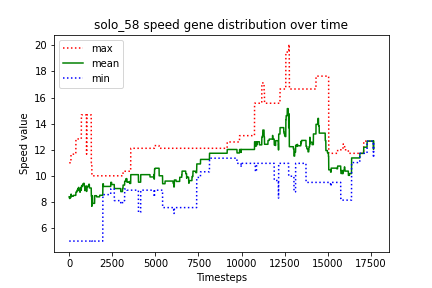 solo_58 speed gene distribution over time
max
mean
min
Speed value
20
18
16
14
12
10
8
6
0 2500 5000 7500 10000 12500 15000 17500
Timesteps